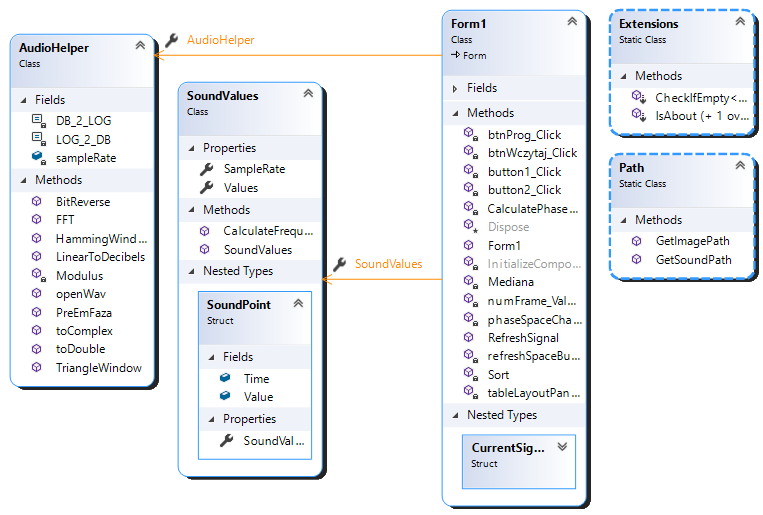 AudioHelper
Class
Fields
DB_2_LOG
LOG_2_DB
sampleRate
Methods
BitReverse
FFT
HammingWind...
LinearToDecibels
Modulus
openWav
PreEmFaza
toComplex
toDouble
TriangleWindow
AudioHelper
SoundValues
Class
Properties
SampleRate
Values
Methods
CalculateFrequ...
SoundValues
Nested Types
SoundPoint
Struct
Fields
Time
Value
Properties
SoundVal...
SoundValues
Form1
Class
Form
Fields
Methods
btnProg_Click
btnWczytaj_Click
button1_Click
button2_Click
CalculatePhase...
Dispose
Form1
InitializeCompo...
Mediana
numFrame_Val...
phaseSpaceCha...
RefreshSignal
refreshSpaceBu...
Sort
tableLayoutPan...
Nested Types
CurrentSig...
Struct
Extensions
Static Class
Methods
CheckIfEmpty<...
IsAbout (+ 1 ov...
Path
Static Class
Methods
GetImagePath
GetSoundPath